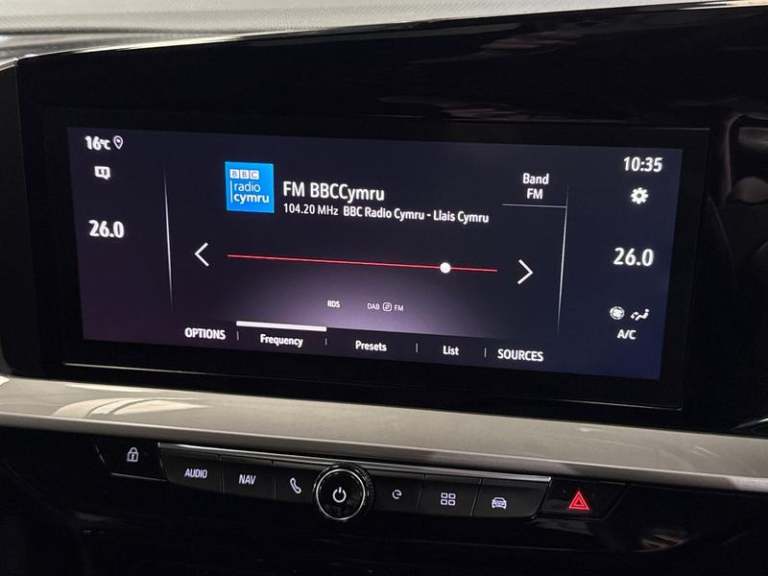 16°C
10:35
BBC
radio
cymru
FM BBCCymru
104.20 MHz BBC Radio Cymru - Llais Cymru
Band
FM
26.0
26.0
RDS
DAB FM
A/C
OPTIONS
Frequency
Presets
List
SOURCES
AUDIO
NAV